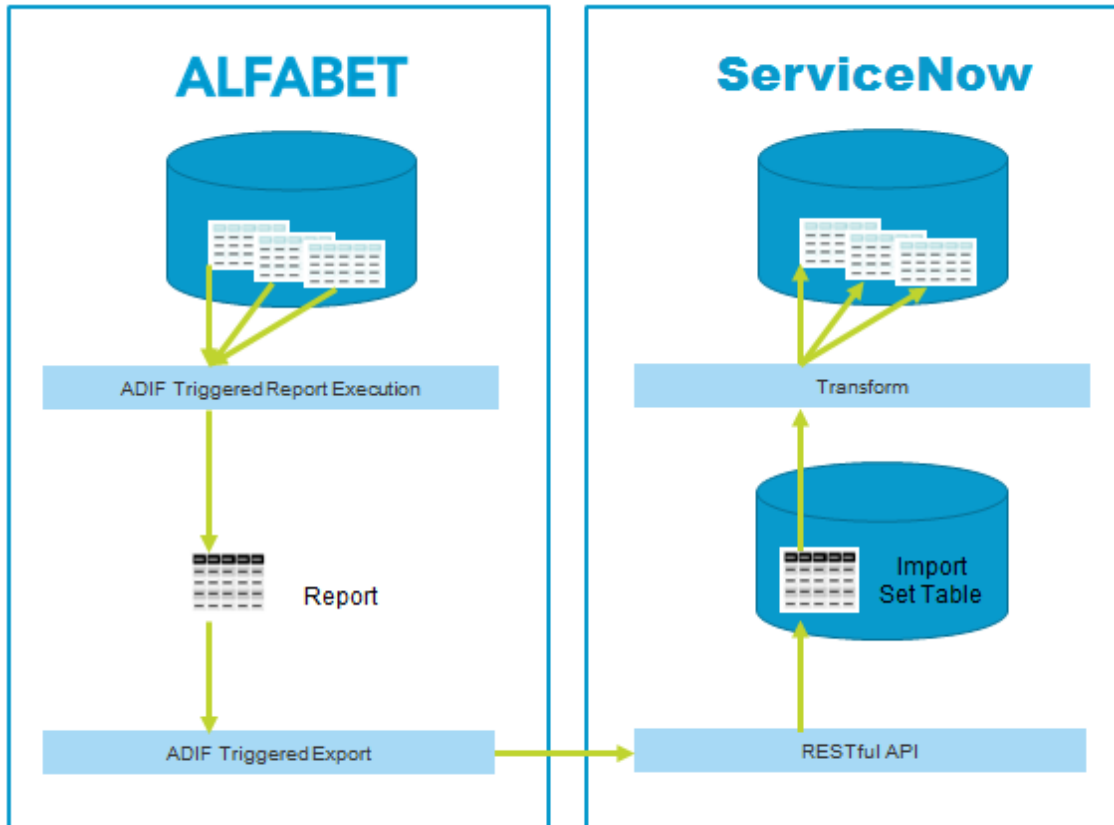 ALFABET
ADIF Triggered Report Execution
Report
ADIF Triggered Export
ServiceNow
Transform
Import
Set Table
RESTful API